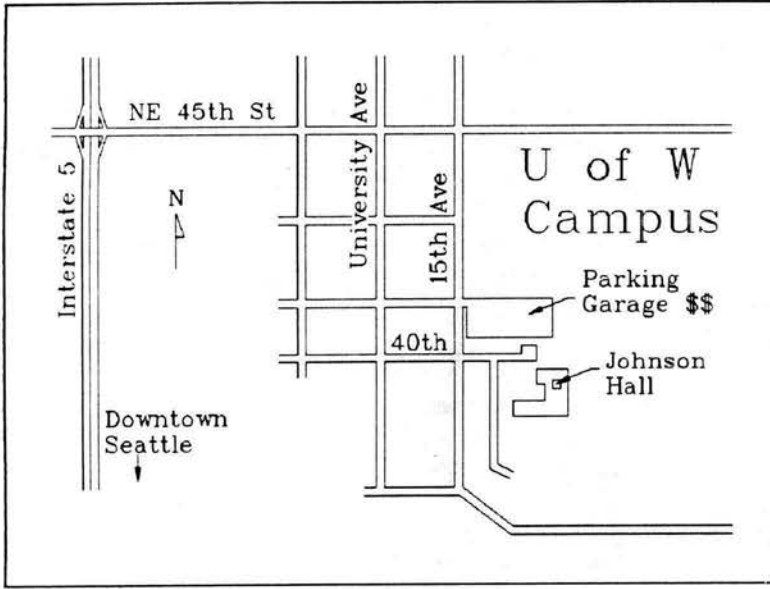 NE 45th St
University Ave
U of W
Campus
Interstate 5
N
15th Ave
Parking
Garage $$
40th
Johnson
Hall
Downtown
Seattle